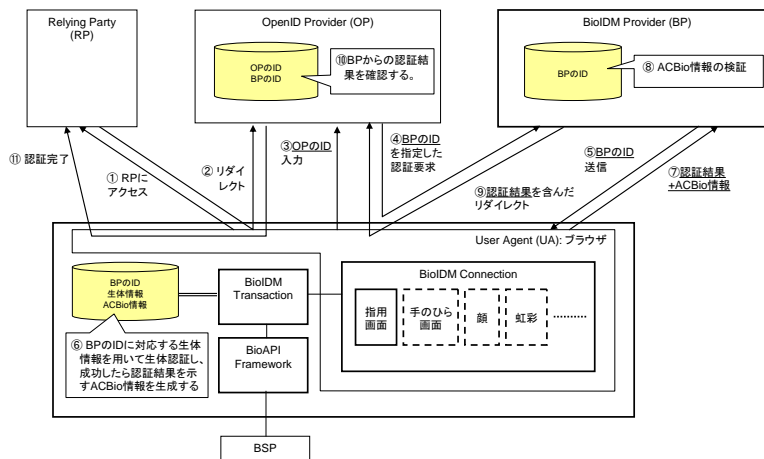 Relying Party
(RP)
OpenID Provider (OP)
BioIDM Provider (BP)
OPのID
BPのID
⑩BPからの認証結
果を確認する。
BPのID
⑧ ACBio情報の検証
⑪ 認証完了
① RPに
アクセス
② リダイ
レクト
③OPのID
入力
④BPのID
を指定した
認証要求
⑨認証結果を含んだ
リダイレクト
⑤BPのID
送信
⑦認証結果
+ACBio情報
User Agent (UA): ブラウザ
BPのID
生体情報
ACBio情報
BioIDM
Transaction
BioIDM Connection
指用
画面
手のひら
画面
顔
虹彩
⑥ BPのIDに対応する生体
情報を用いて生体認証し、
成功したら認証結果を示
すACBio情報を生成する
BioAPI
Framework
BSP